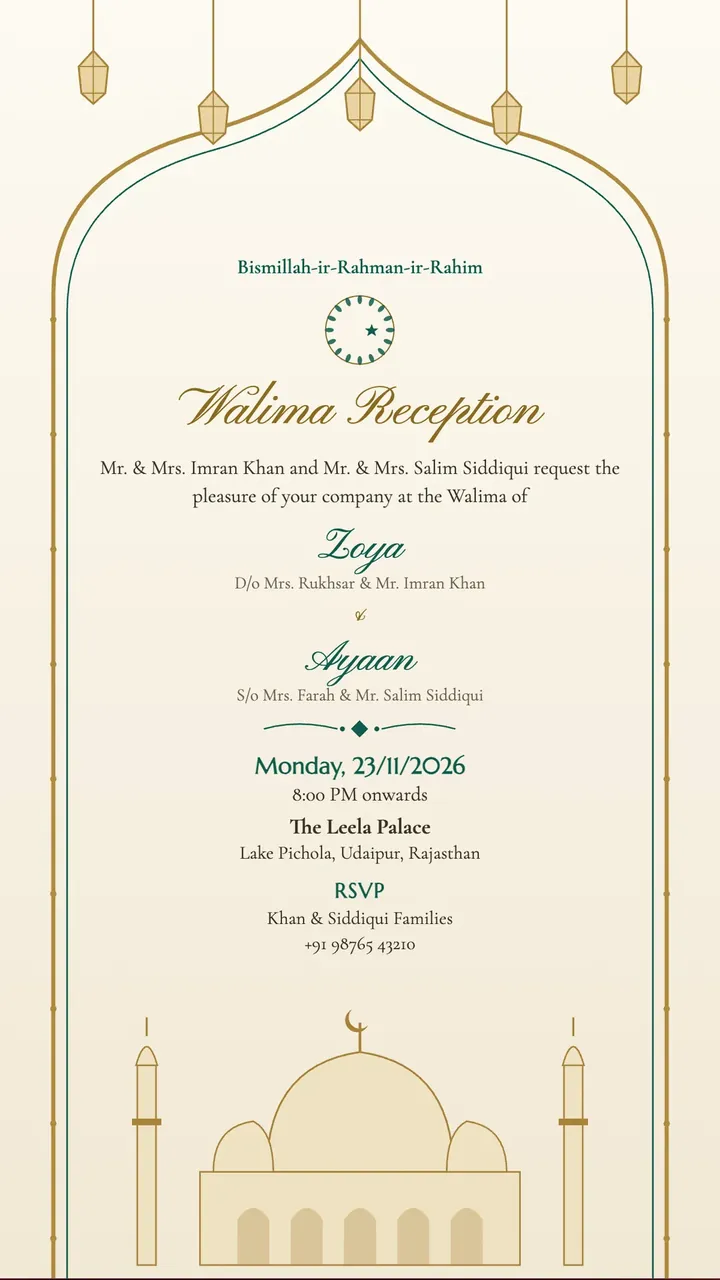 Bismillah-ir-Rahman-ir-Rahim
Walima Reception
Mr. & Mrs. Imran Khan and Mr. & Mrs. Salim Siddiqui request the
pleasure of your company at the Walima of
Zoya
D/o Mrs. Rukhsar & Mr. Imran Khan
&
Ayaan
S/o Mrs. Farah & Mr. Salim Siddiqui
Monday, 23/11/2026
8:00 PM onwards
The Leela Palace
Lake Pichola, Udaipur, Rajasthan
RSVP
Khan & Siddiqui Families
+91 98765 43210